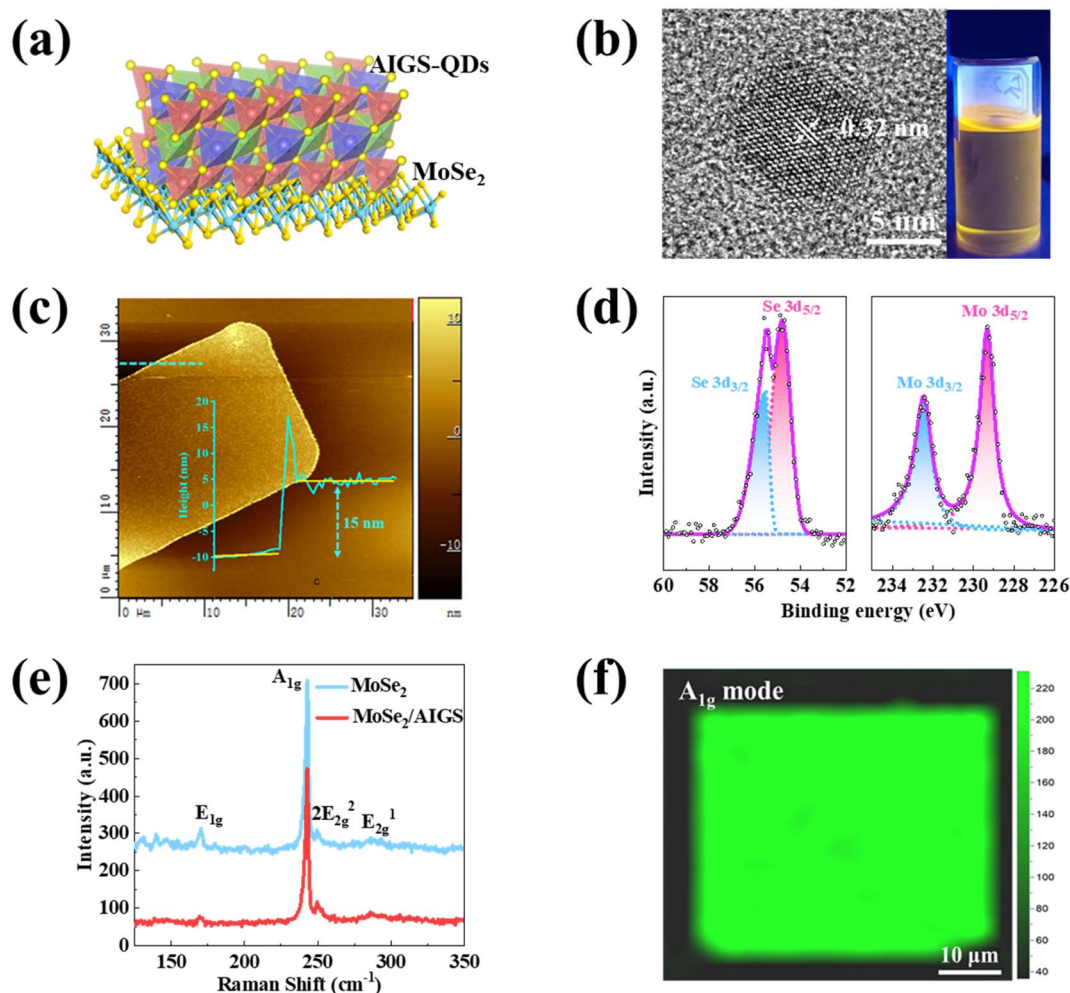 (a)
AIGS-QDs
MoSe₂
(b)
0.32 nm
5 nm
(c)
10
0
-10
nm
30
20
10
0 µm
20
15
10
5
0
-5
-10
Height (nm)
15 nm
c
0 µm
10
20
30
(d)
Se 3d5/2
Se 3d3/2
Mo 3d5/2
Mo 3d3/2
Intensity (a.u.)
60 58 56 54 52
234 232 230 228 226
Binding energy (eV)
(e)
A1g
MoSe₂
MoSe₂/AIGS
E1g
2E2g²
E2g¹
700
600
500
400
300
200
100
0
Intensity (a.u.)
150 200 250 300 350
Raman Shift (cm⁻¹)
(f)
A1g mode
10 µm
220
200
180
160
140
120
100
80
60
40